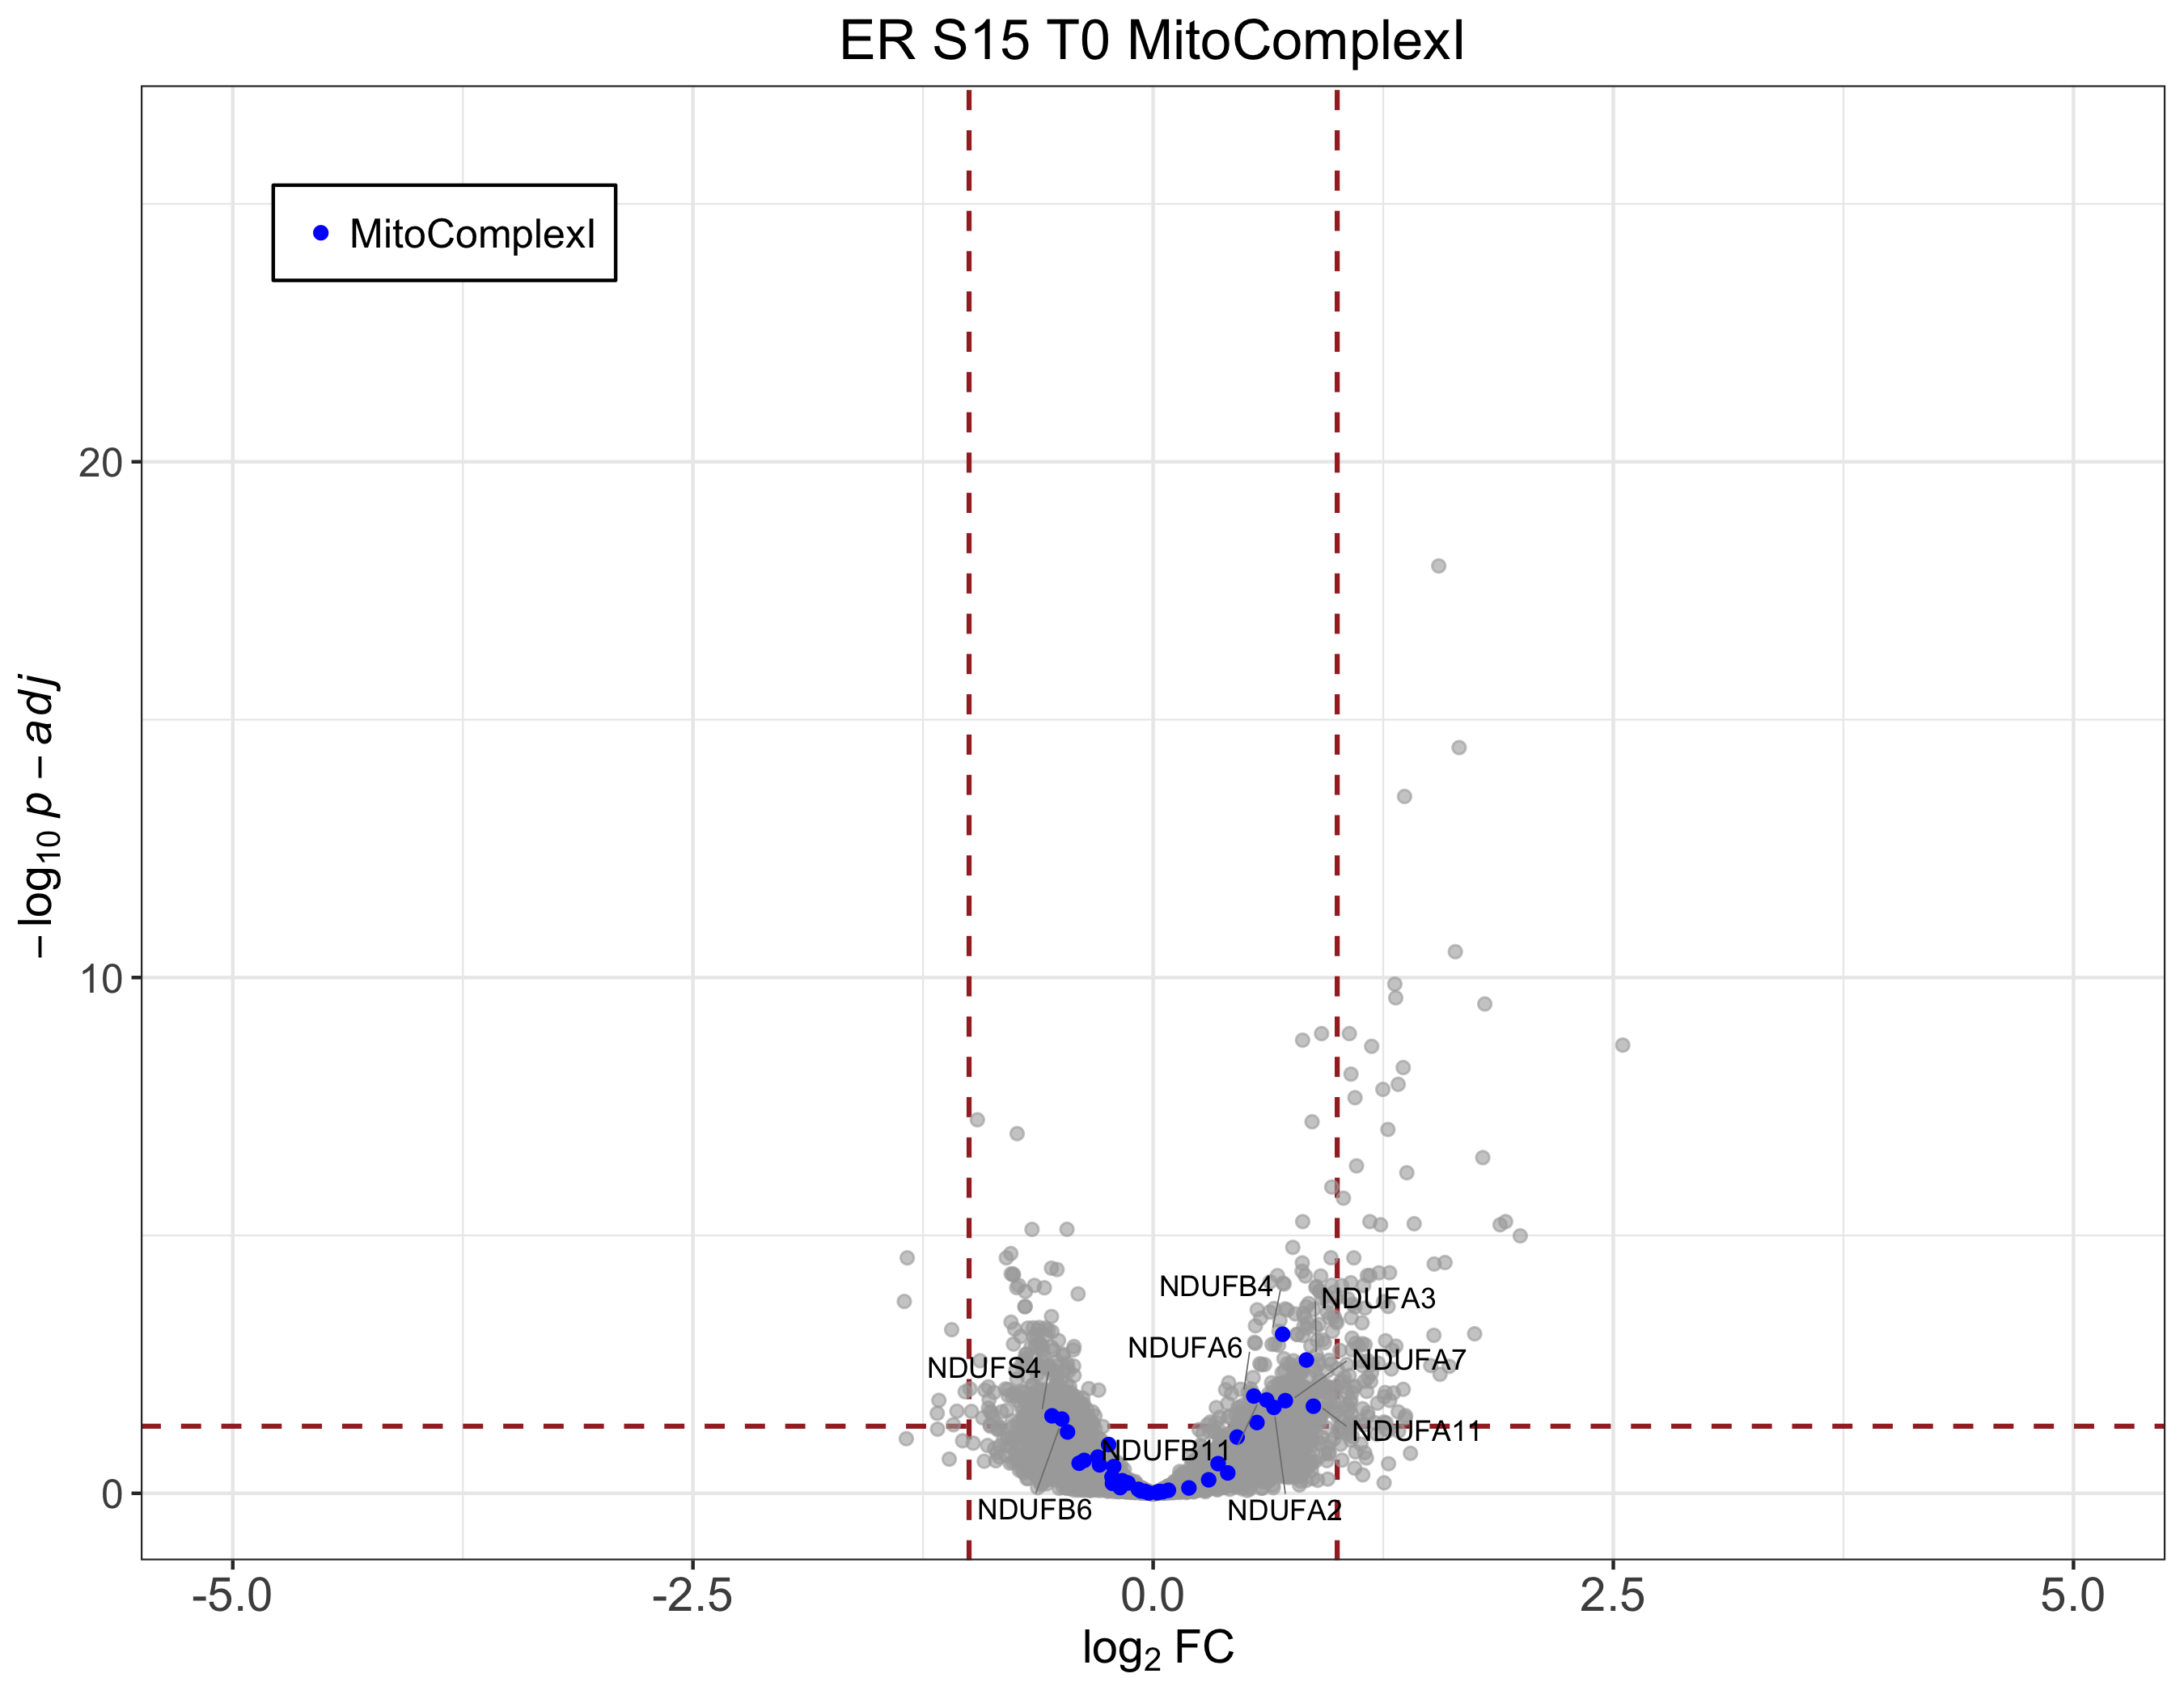 ER S15 T0 MitoComplexI
MitoComplexI
20
10
0
−log10 p − adj
NDUFB4
NDUFA3
NDUFA6
NDUFA7
NDUFS4
NDUFA11
NDUFB11
NDUFB6
NDUFA2
-5.0
-2.5
0.0
2.5
5.0
log2 FC